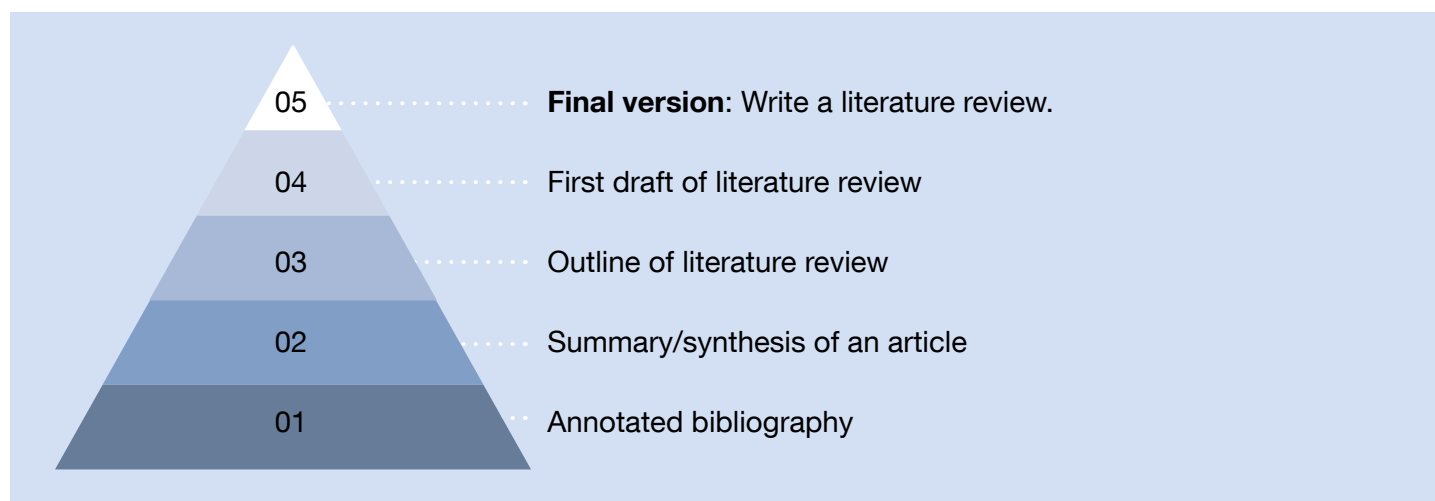 05 Final version: Write a literature review.
04 First draft of literature review
03 Outline of literature review
02 Summary/synthesis of an article
01 Annotated bibliography